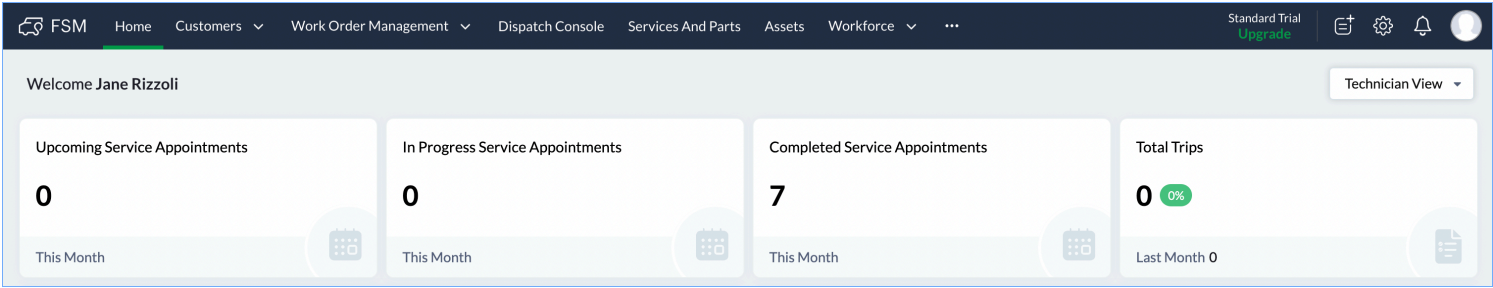 FSM Home Customers Work Order Management Dispatch Console Services And Parts Assets Workforce ••• Standard Trial
Upgrade
Welcome Jane Rizzoli Technician View
Upcoming Service Appointments
0
This Month
In Progress Service Appointments
0
This Month
Completed Service Appointments
7
This Month
Total Trips
0 0%
Last Month 0